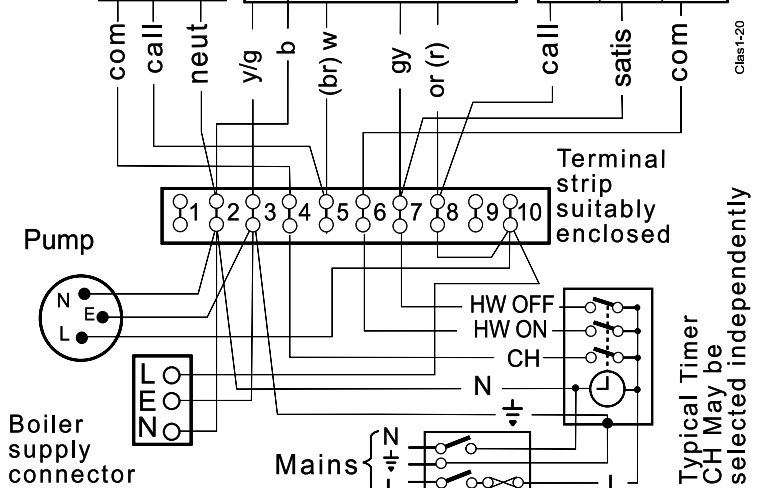 com
call
neut
y/g
b
(br) w
gy
or (r)
call
satis
com
Clas1-20
Terminal
strip
suitably
enclosed
1 2 3 4 5 6 7 8 9 10
Pump
N
E
L
HW OFF
HW ON
CH
N
L
E
N
Boiler
supply
connector
Mains
N
L
L
Typical Timer
CH May be
selected independently